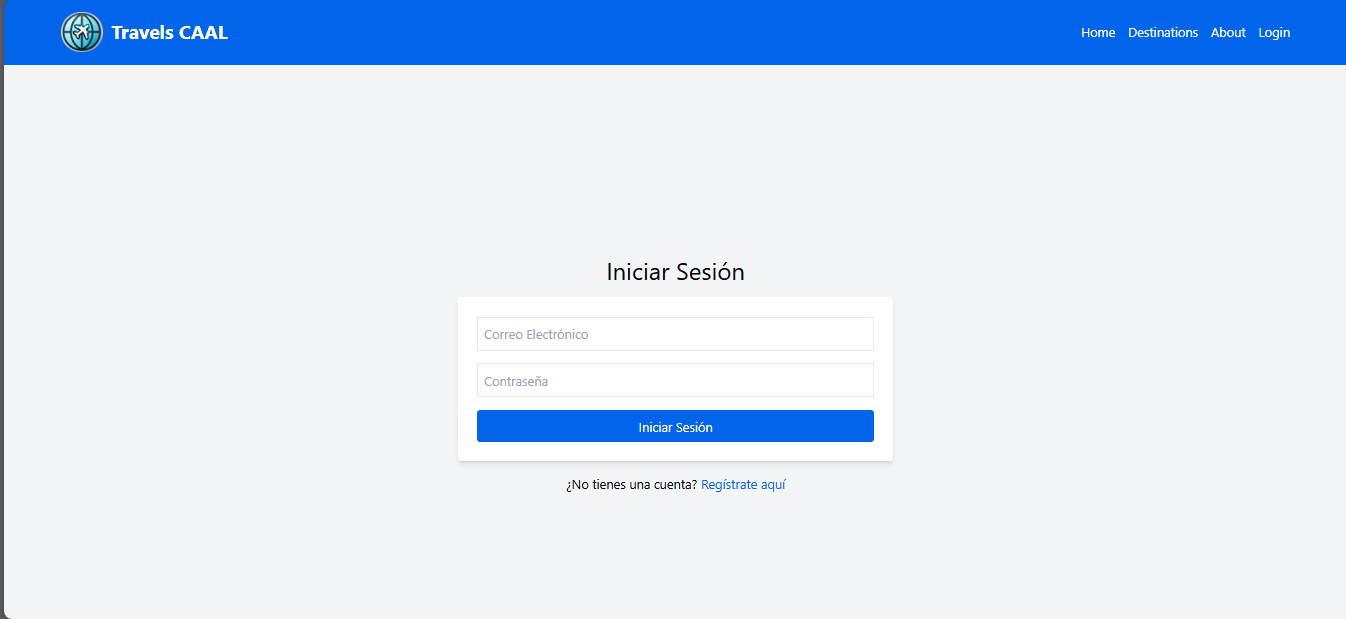 Travels CAAL
Home Destinations About Login
Iniciar Sesión
Correo Electrónico
Contraseña
Iniciar Sesión
¿No tienes una cuenta? Regístrate aquí